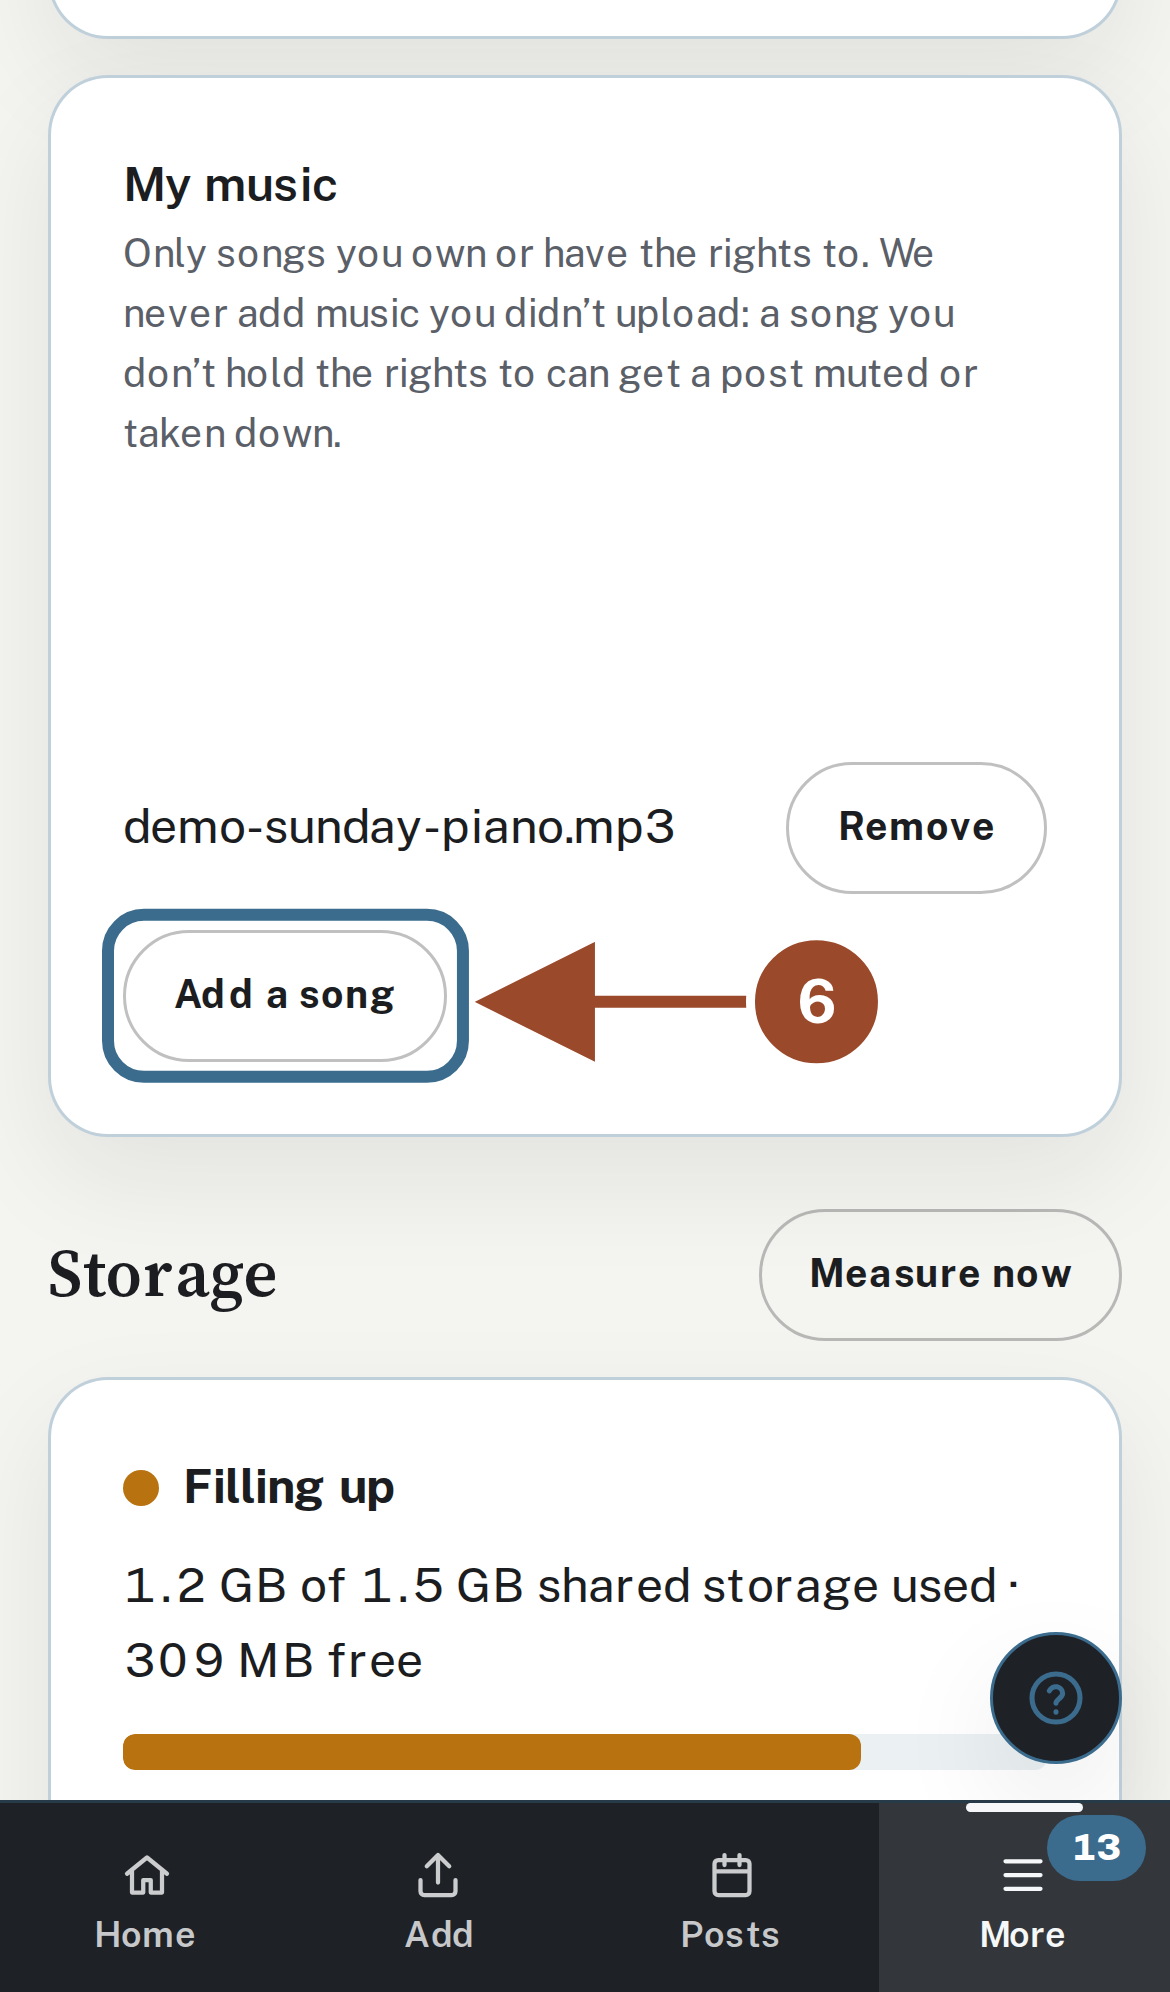 My music
Only songs you own or have the rights to. We
never add music you didn’t upload: a song you
don’t hold the rights to can get a post muted or
taken down.
demo-sunday-piano.mp3
Remove
Add a song
6
Storage
Measure now
Filling up
1.2 GB of 1.5 GB shared storage used ·
309 MB free
13
Home
Add
Posts
More